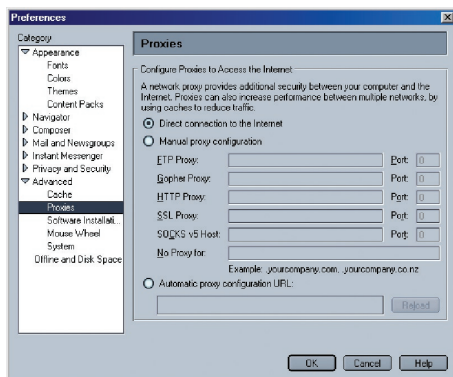 Preferences
Category
Appearance
Fonts
Colors
Themes
Content Packs
Navigator
Composer
Mail and Newsgroups
Instant Messenger
Privacy and Security
Advanced
Cache
Proxies
Software Installati...
Mouse Wheel
System
Offline and Disk Space
Proxies
Configure Proxies to Access the Internet
A network proxy provides additional security between your computer and the
Internet. Proxies can also increase performance between multiple networks, by
using caches to reduce traffic.
Direct connection to the Internet
Manual proxy configuration
FTP Proxy: Port: 0
Gopher Proxy: Port: 0
HTTP Proxy: Port: 0
SSL Proxy: Port: 0
SOCKS v5 Host: Port: 0
No Proxy for:
Example: .yourcompany.com, .yourcompany.co.nz
Automatic proxy configuration URL:
Reload
OK Cancel Help